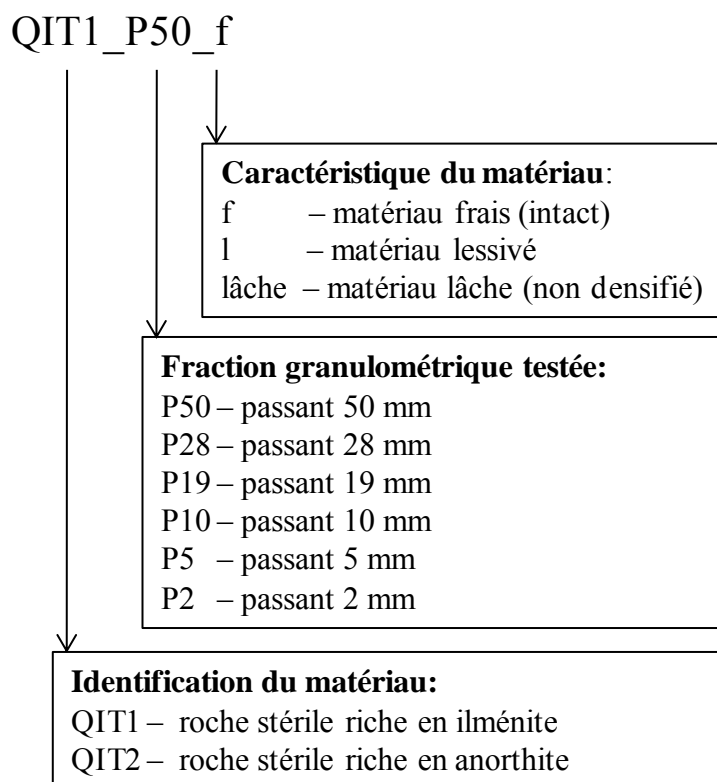 QIT1_P50_f
Caractéristique du matériau:
f – matériau frais (intact)
l – matériau lessivé
lâche – matériau lâche (non densifié)
Fraction granulométrique testée:
P50 – passant 50 mm
P28 – passant 28 mm
P19 – passant 19 mm
P10 – passant 10 mm
P5 – passant 5 mm
P2 – passant 2 mm
Identification du matériau:
QIT1 – roche stérile riche en ilménite
QIT2 – roche stérile riche en anorthite